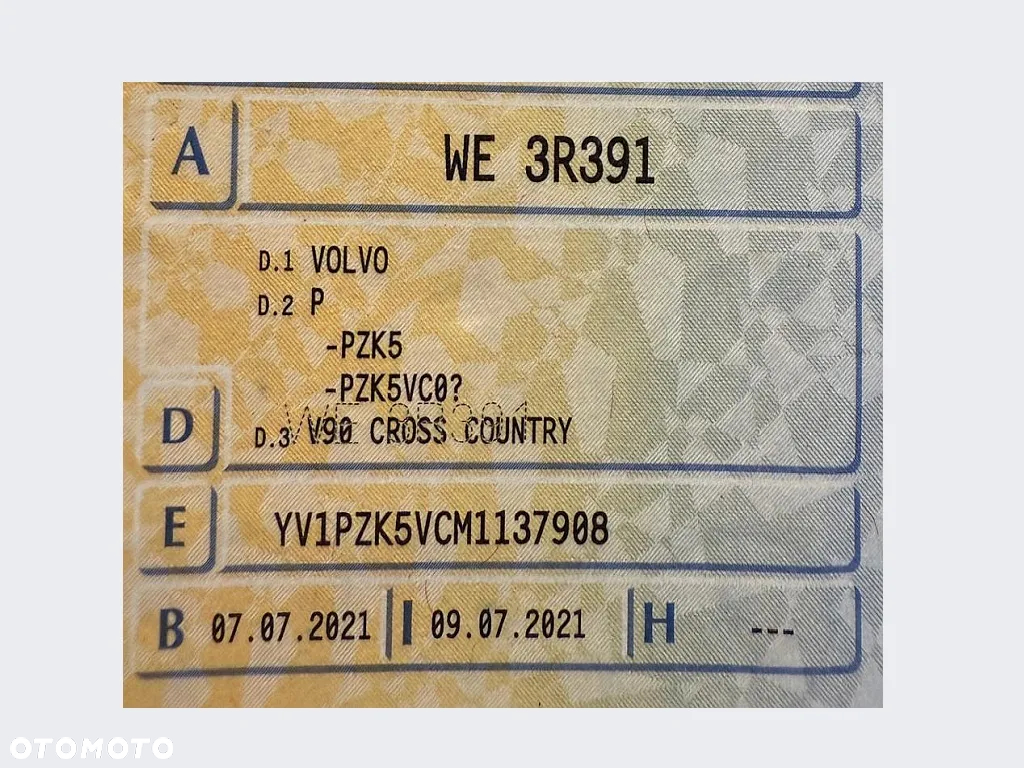 A WE 3R391
D.1 VOLVO
D.2 P
-PZK5
-PZK5VC0?
D D.3 V90 CROSS COUNTRY
E YV1PZK5VCM1137908
B 07.07.2021 I 09.07.2021 H ---
OTOMOTO